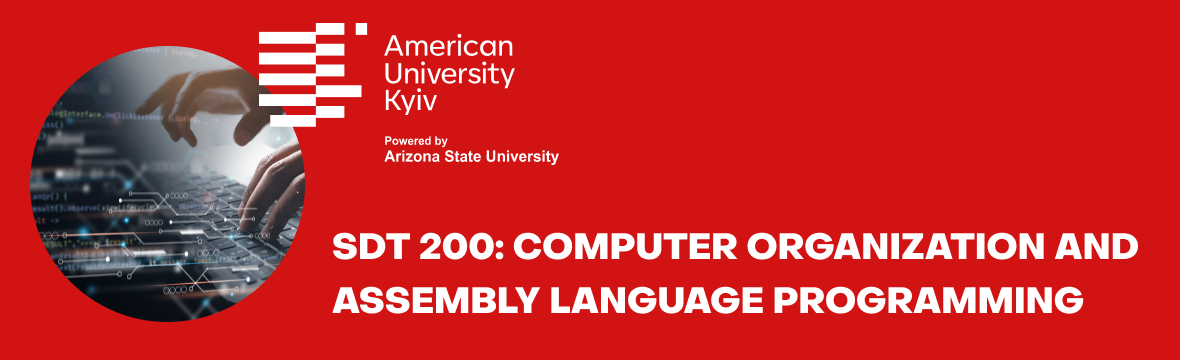 American
University
Kyiv
Powered by
Arizona State University
SDT 200: COMPUTER ORGANIZATION AND
ASSEMBLY LANGUAGE PROGRAMMING